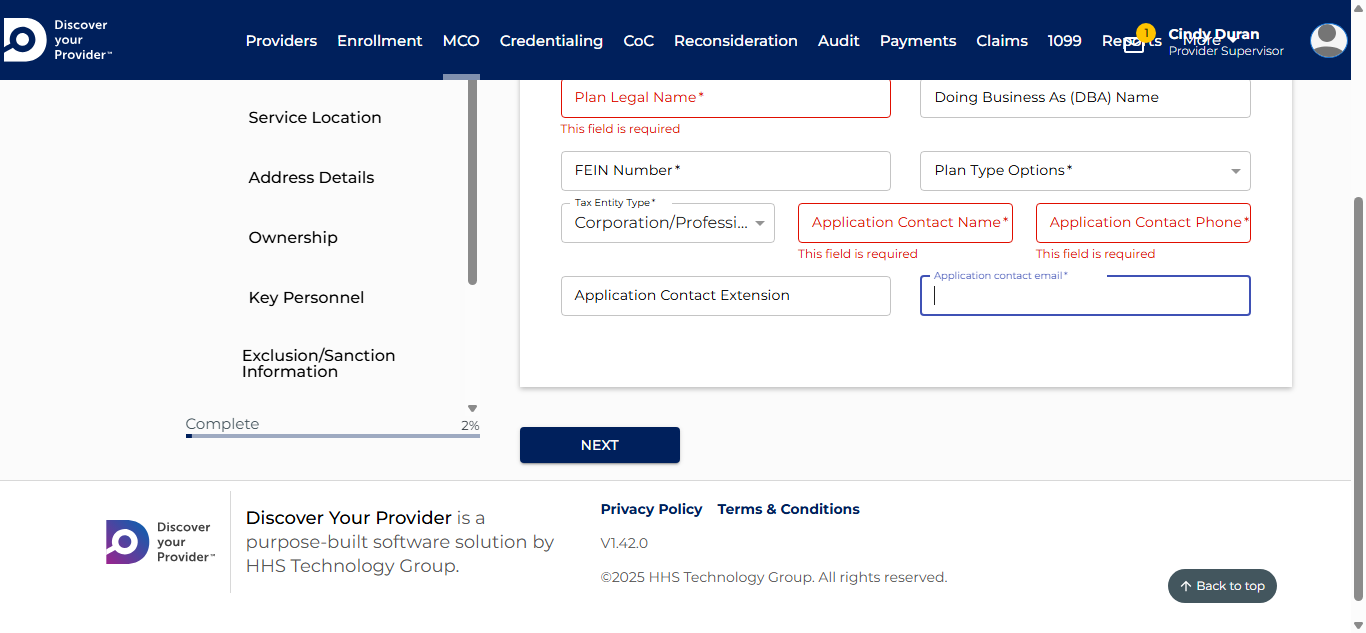 Discover
your
Provider™
Providers Enrollment MCO Credentialing CoC Reconsideration Audit Payments Claims 1099 Reports More
1
Cindy Duran
Provider Supervisor
Service Location
Address Details
Ownership
Key Personnel
Exclusion/Sanction
Information
Complete 2%
Plan Legal Name*
This field is required
Doing Business As (DBA) Name
FEIN Number*
Plan Type Options*
Tax Entity Type*
Corporation/Professi...
Application Contact Name*
This field is required
Application Contact Phone*
This field is required
Application Contact Extension
Application contact email*
NEXT
Discover
your
Provider™
Discover Your Provider is a
purpose-built software solution by
HHS Technology Group.
Privacy Policy Terms & Conditions
V1.42.0
©2025 HHS Technology Group. All rights reserved.
Back to top